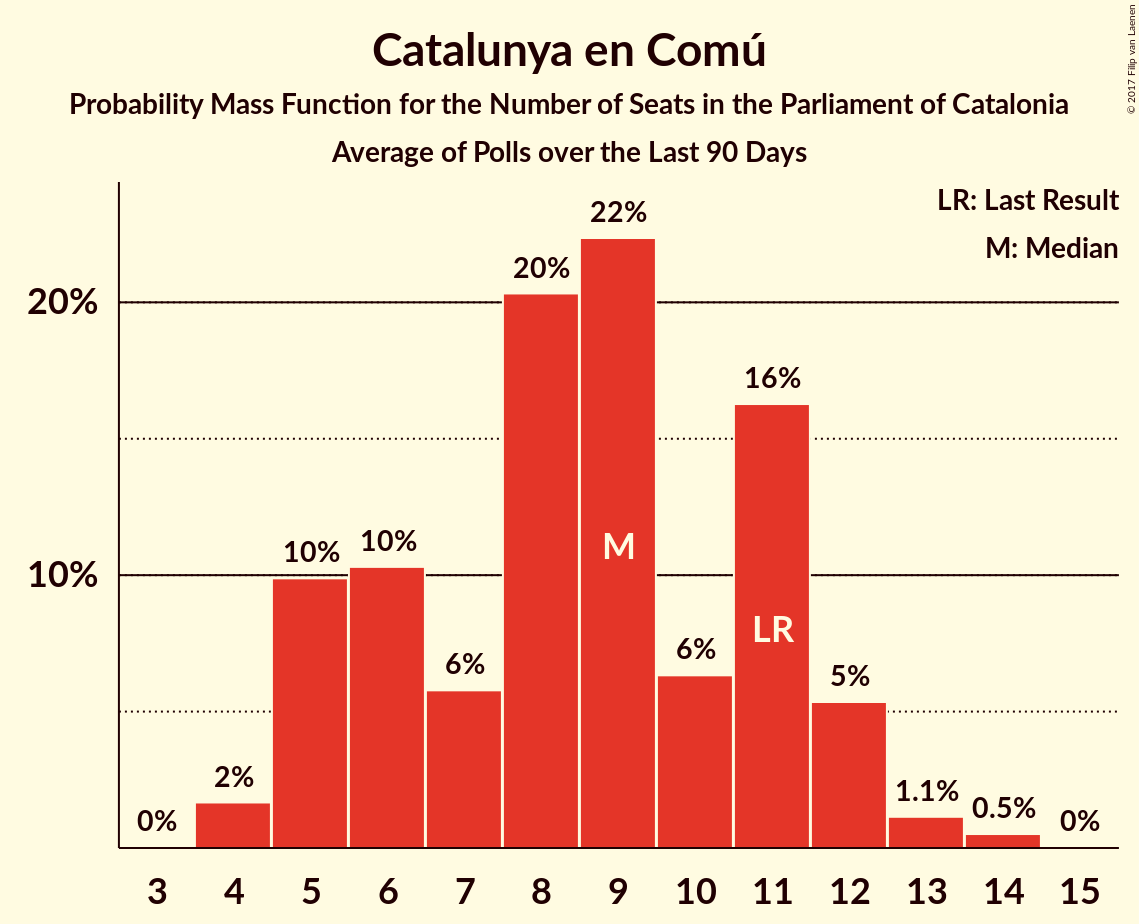 Catalunya en Comú
Probability Mass Function for the Number of Seats in the Parliament of Catalonia
Average of Polls over the Last 90 Days
© 2017 Filip van Laenen
LR: Last Result
M: Median
20%
10%
0%
2%
10%
10%
6%
20%
22%
6%
16%
5%
1.1%
0.5%
0%
M
LR
3 4 5 6 7 8 9 10 11 12 13 14 15